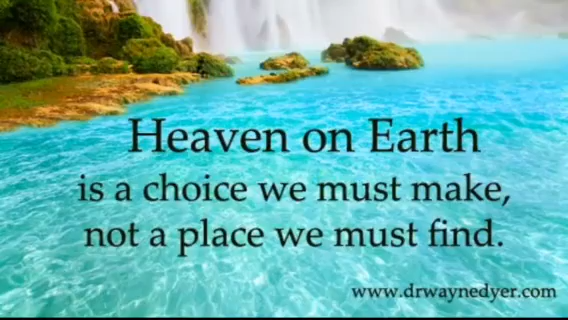 Heaven on Earth
is a choice we must make,
not a place we must find.
www.drwaynedyer.com